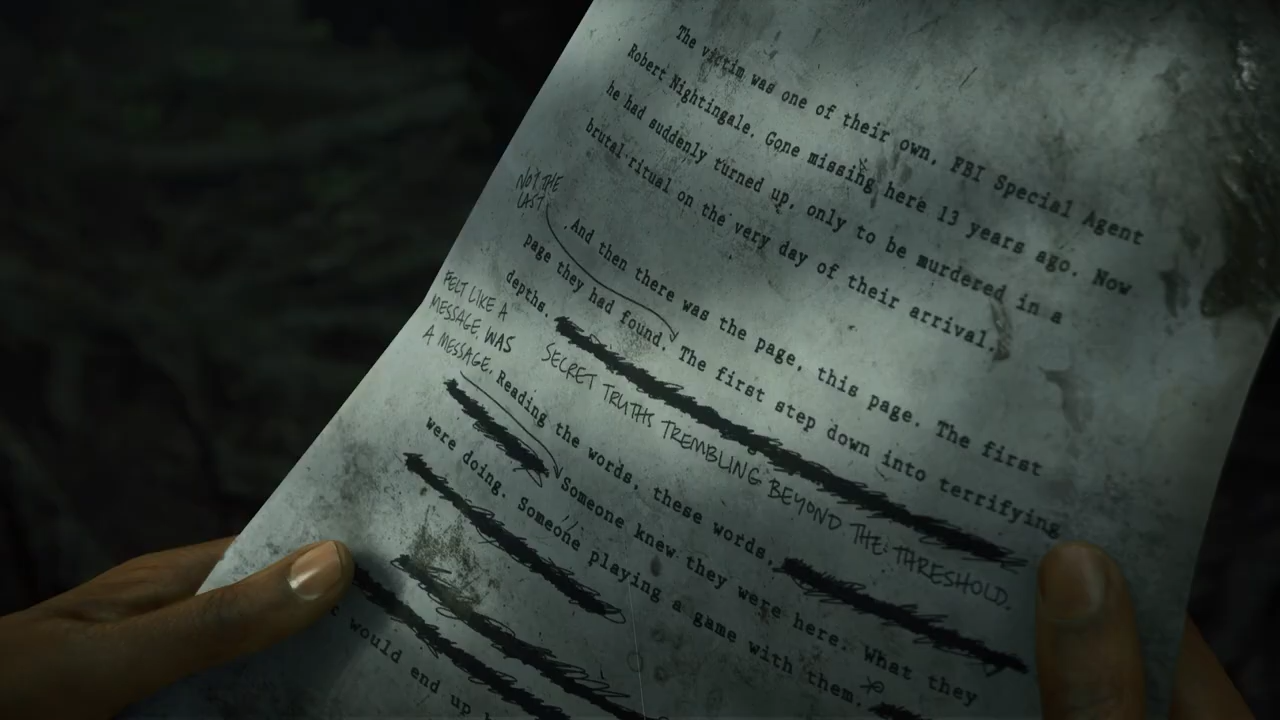 The victim was one of their own, FBI Special Agent
Robert Nightingale. Gone missing here 13 years ago. Now
he had suddenly turned up, only to be murdered in a
brutal ritual on the very day of their arrival.
NOT THE
LAST.
And then there was the page, this page. The first
page they had found. The first step down into terrifying
depths.
SECRET TRUTHS TREMBLING BEYOND THE THRESHOLD.
FELT LIKE A
MESSAGE. WAS
A MESSAGE.
Reading the words, these words,
Someone knew they were here. What they
were doing. Someone playing a game with them.
would end up